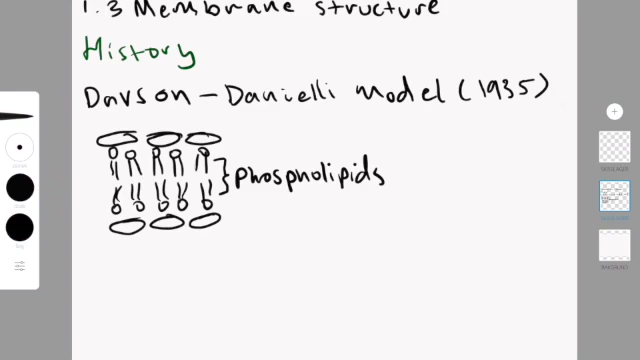 1.3 Membrane structure
History
Davson - Danielli model (1935)
phospholipids